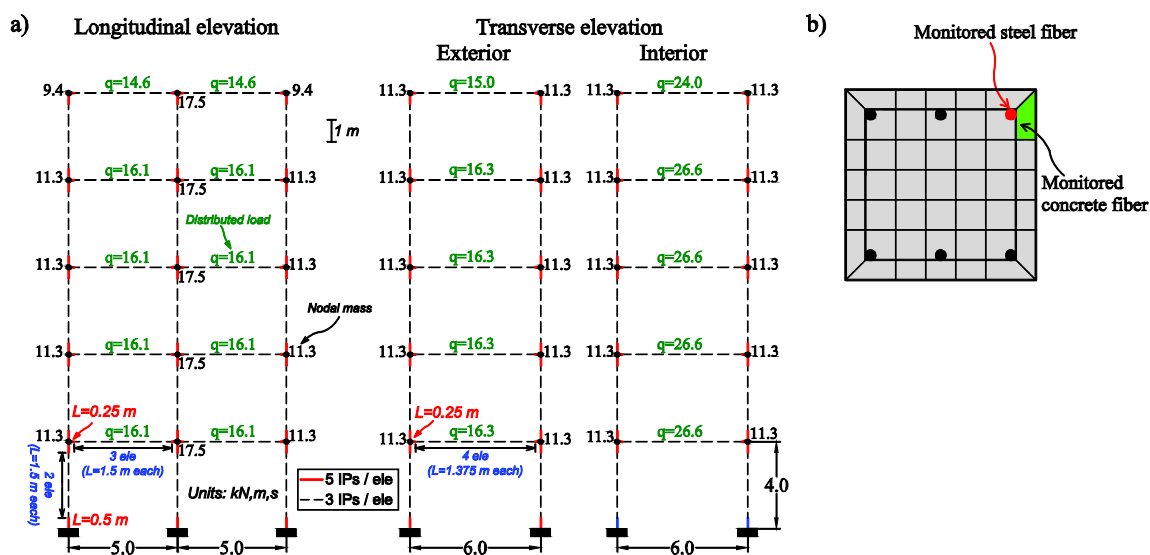 a)
Longitudinal elevation
Transverse elevation
Exterior
Interior
b)
Monitored steel fiber
Monitored
concrete fiber
9.4 q=14.6 q=14.6 9.4
17.5
11.3 q=15.0 11.3
11.3 q=24.0 11.3
1 m
11.3 q=16.1 q=16.1 11.3
17.5
11.3 q=16.3 11.3
11.3 q=26.6 11.3
Distributed load
11.3 q=16.1 q=16.1 11.3
17.5
11.3 q=16.3 11.3
11.3 q=26.6 11.3
Nodal mass
11.3 q=16.1 q=16.1 11.3
17.5
11.3 q=16.3 11.3
11.3 q=26.6 11.3
L=0.25 m
L=0.25 m
11.3 q=16.1 q=16.1 11.3
17.5
11.3 q=16.3 11.3
11.3 q=26.6 11.3
3 ele
(L=1.5 m each)
4 ele
(L=1.375 m each)
2 ele
(L=1.5 m each)
Units: kN,m,s
5 IPs / ele
3 IPs / ele
4.0
L=0.5 m
5.0 5.0
6.0
6.0